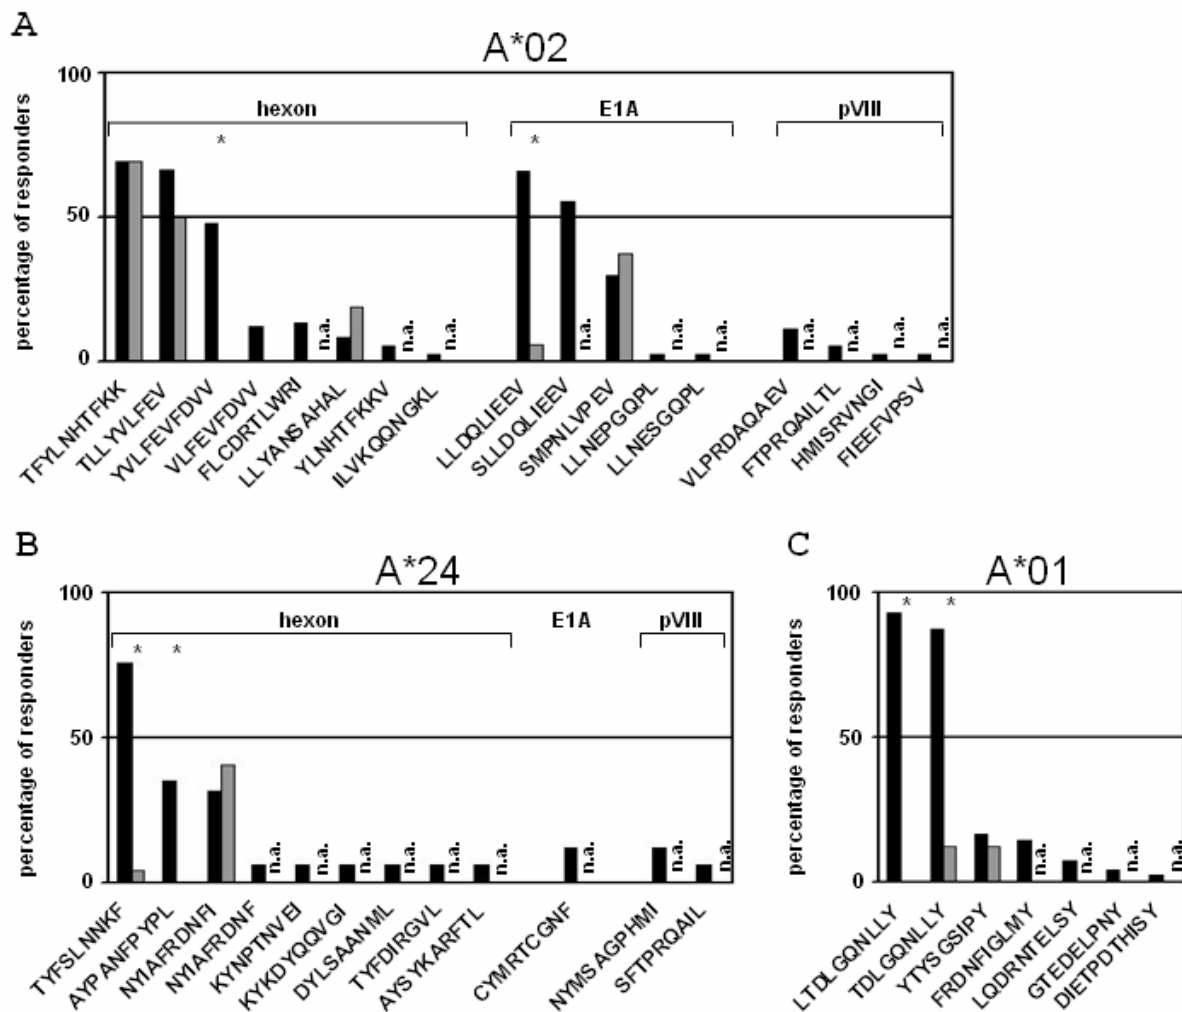 A
A*02
percentage of responders
100
50
0
hexon
E1A
pVIII
*
*
n.a.
n.a.
n.a.
n.a.
n.a.
n.a.
n.a.
n.a.
n.a.
n.a.
TFYLNHTFKK
TLLYVLFEV
YVLFEVFDVV
VLFEVFDVV
FLCDRTLWRI
LLYANSAHAL
YLNHTFKKV
ILVKQQNGKL
LLDQLIEEV
SLLDQLIEEV
SMPNLVPEV
LLNEPGQPL
LLNESGQPL
VLPRDAQAEV
FTPRQAILTL
HMISRVNGI
FIEEFVPSV
B
A*24
percentage of responders
100
50
0
hexon
E1A
pVIII
*
*
n.a.
n.a.
n.a.
n.a.
n.a.
n.a.
n.a.
n.a.
n.a.
TYFSLNNKF
AYPANFPYPL
NYIAFRDNFI
NYIAFRDNF
KYNPTNVEI
KYKDYQQVGI
DYLSAANML
TYFDIRGVL
AYSYKARFTL
CYMRTCGNF
NYMSAGPHMI
SFTPRQAIL
C
A*01
percentage of responders
100
50
0
*
*
n.a.
n.a.
n.a.
n.a.
LTDLGQNLLY
TDLGQNLLY
YTYSGSIPY
FRDNFIGLMY
LQDRNTELSY
GTEDELPNY
DIETPDTHISY